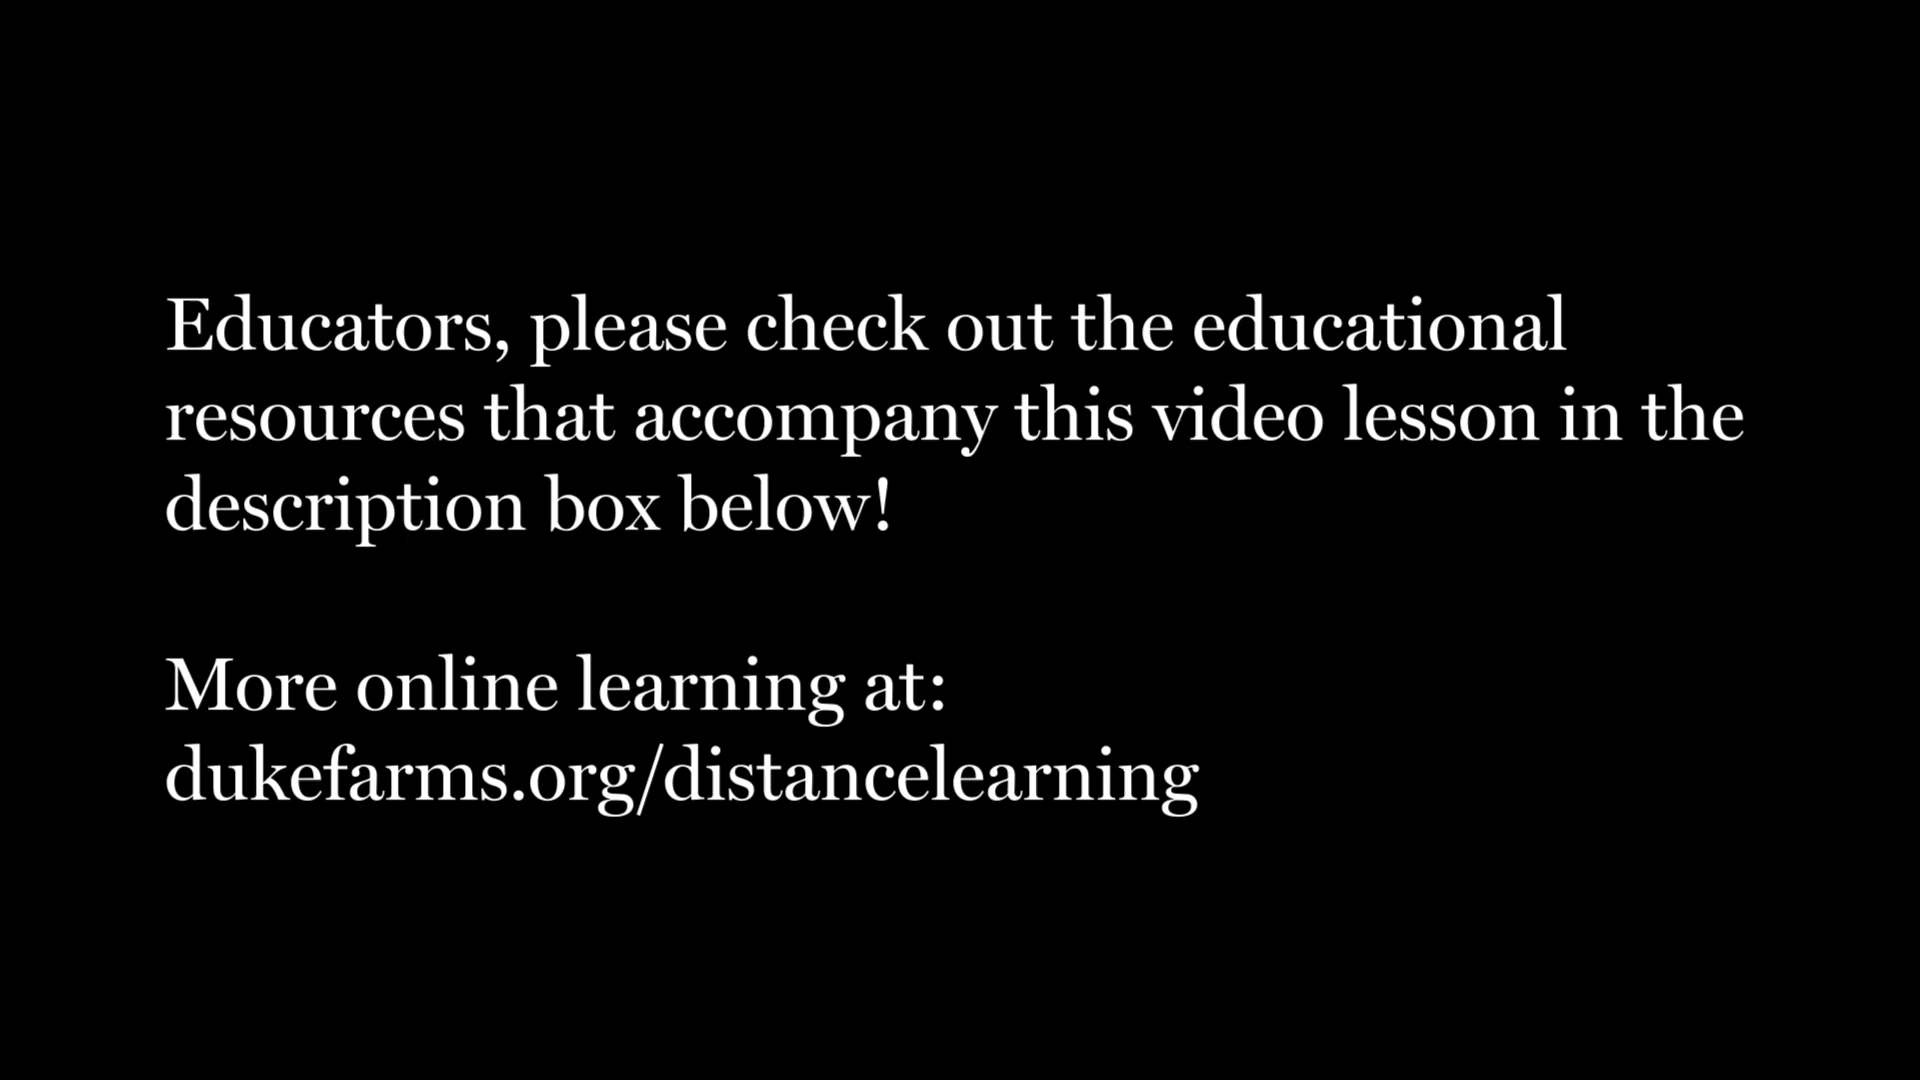 Educators, please check out the educational
resources that accompany this video lesson in the
description box below!
More online learning at:
dukefarms.org/distancelearning